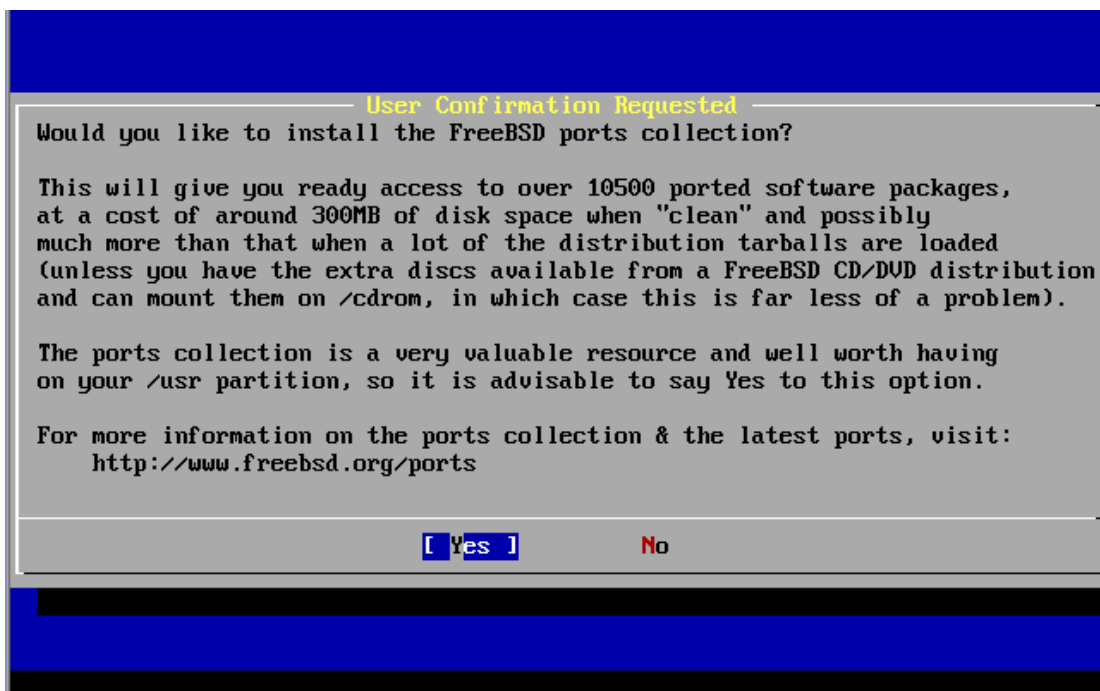 User Confirmation Requested
Would you like to install the FreeBSD ports collection?
This will give you ready access to over 10500 ported software packages,
at a cost of around 300MB of disk space when "clean" and possibly
much more than that when a lot of the distribution tarballs are loaded
(unless you have the extra discs available from a FreeBSD CD/DVD distribution
and can mount them on /cdrom, in which case this is far less of a problem).
The ports collection is a very valuable resource and well worth having
on your /usr partition, so it is advisable to say Yes to this option.
For more information on the ports collection & the latest ports, visit:
http://www.freebsd.org/ports
[ Yes ] No